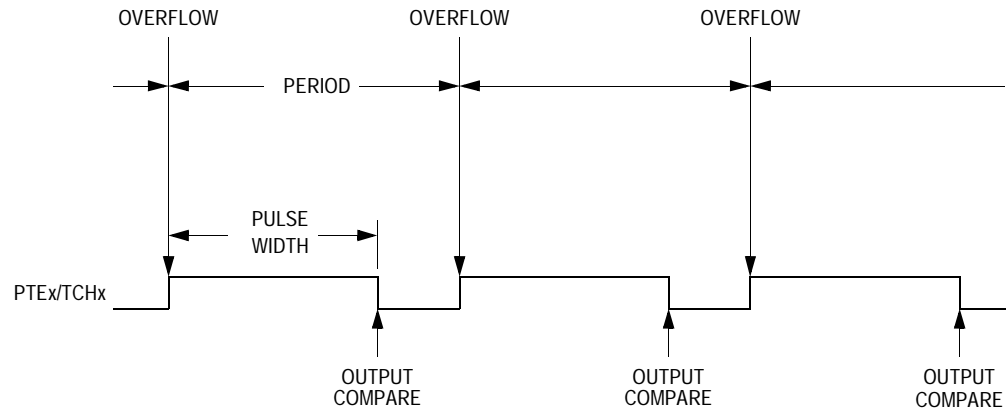 OVERFLOW
OVERFLOW
OVERFLOW
PERIOD
PULSE
WIDTH
PTEx/TCHx
OUTPUT
COMPARE
OUTPUT
COMPARE
OUTPUT
COMPARE